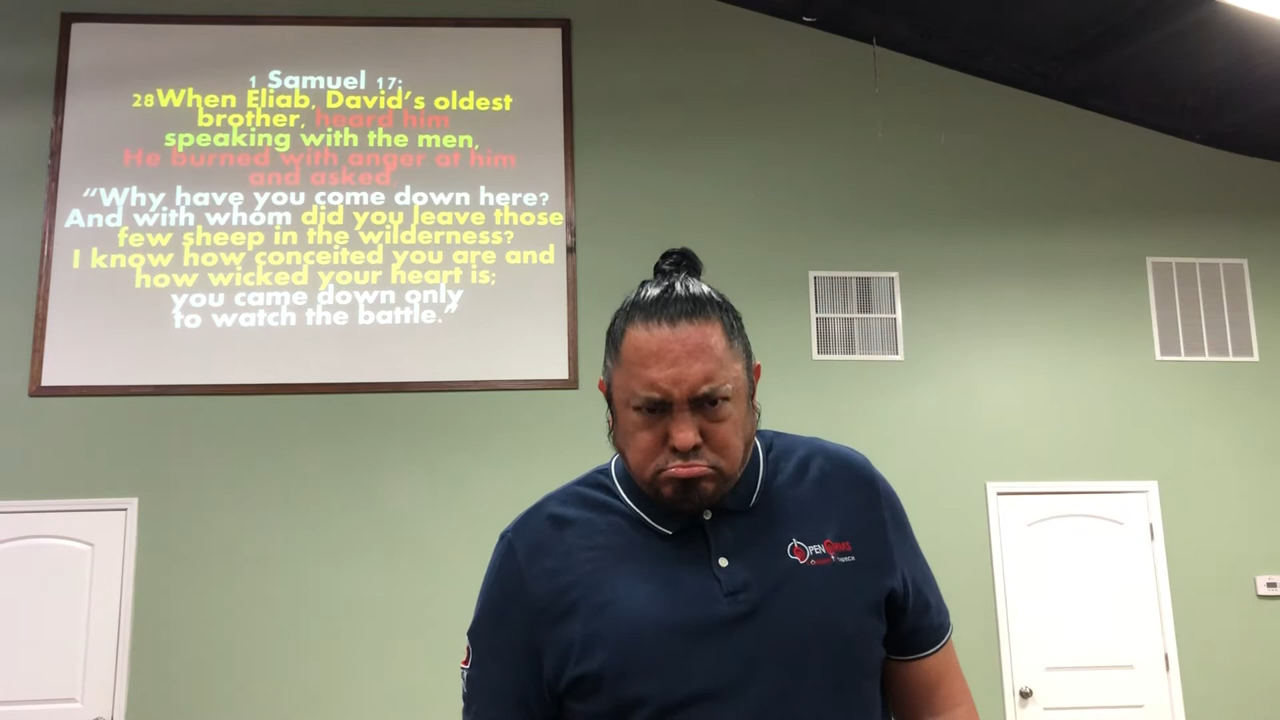 1 Samuel 17:
28When Eliab, David's oldest
brother, heard him
speaking with the men,
He burned with anger at him
and asked
“Why have you come down here?
And with whom did you leave those
few sheep in the wilderness?
I know how conceited you are and
how wicked your heart is;
you came down only
to watch the battle.”
OPEN ARMS